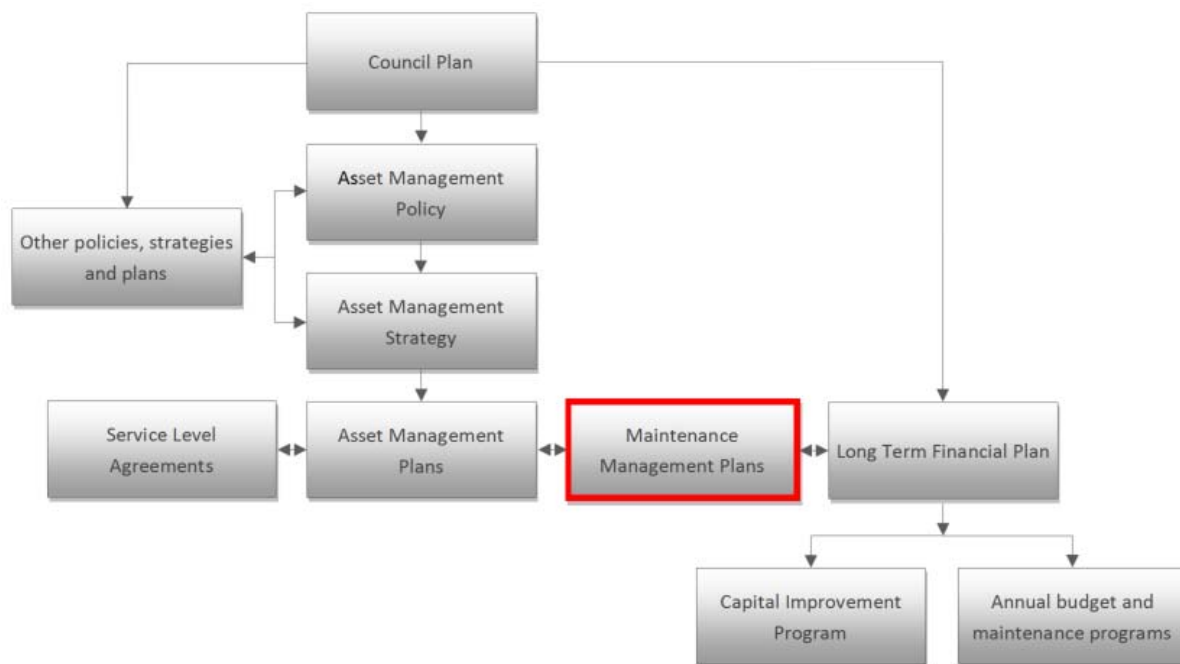 Council Plan
Asset Management
Policy
Other policies, strategies
and plans
Asset Management
Strategy
Service Level
Agreements
Asset Management
Plans
Maintenance
Management Plans
Long Term Financial Plan
Capital Improvement
Program
Annual budget and
maintenance programs